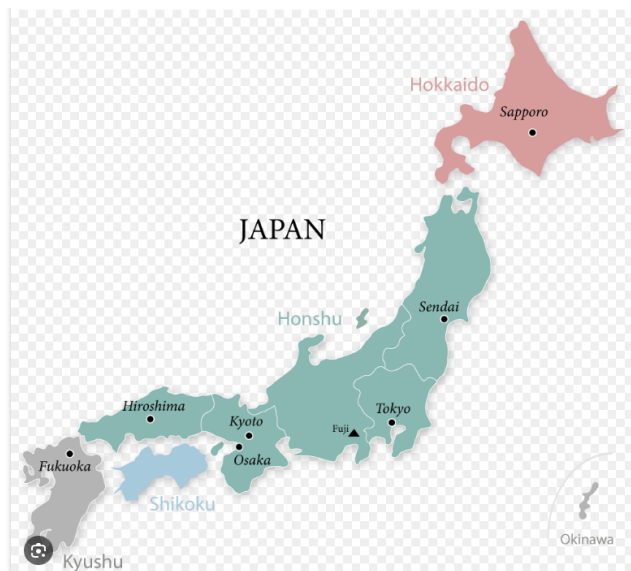 Hokkaido
Sapporo
JAPAN
Sendai
Honshu
Hiroshima
Kyoto
Tokyo
Fuji
Osaka
Fukuoka
Shikoku
Okinawa
Kyushu